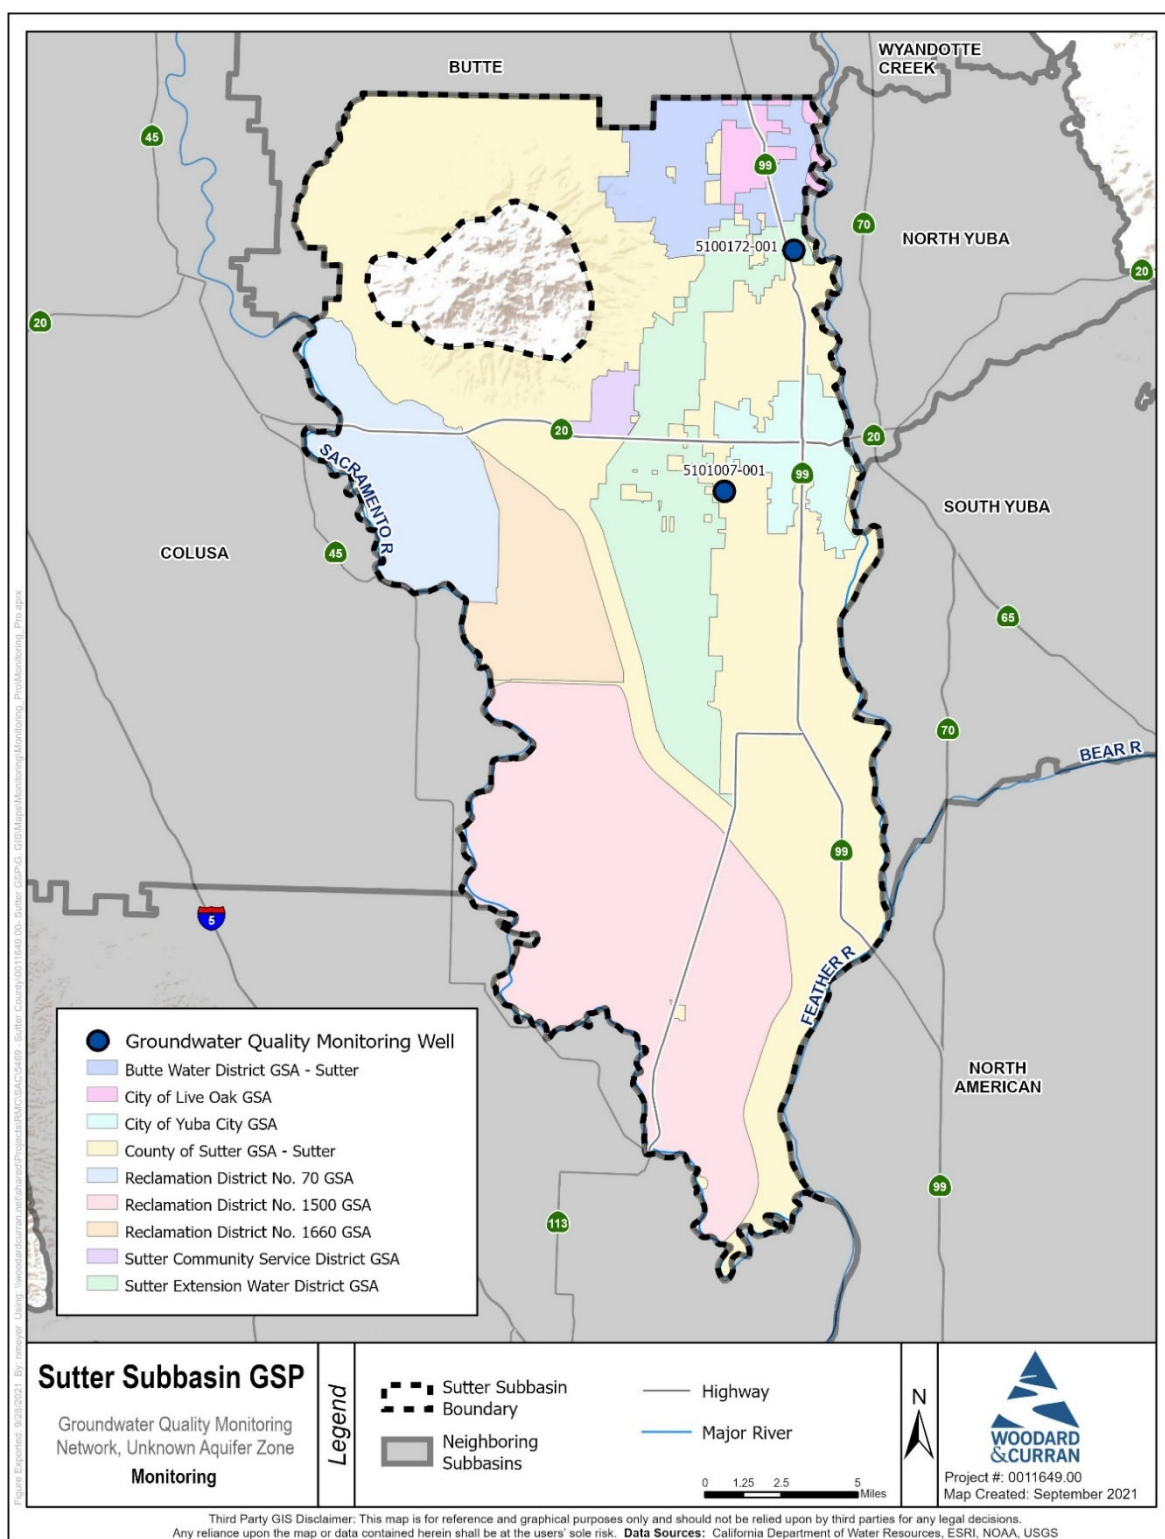 BUTTE
WYANDOTTE
CREEK
45
99
5100172-001
70
NORTH YUBA
20
20
20
20
SACRAMENTO R
5101007-001
99
SOUTH YUBA
COLUSA
45
65
70
BEAR R
99
5
FEATHER R
NORTH
AMERICAN
99
113
Groundwater Quality Monitoring Well
Butte Water District GSA - Sutter
City of Live Oak GSA
City of Yuba City GSA
County of Sutter GSA - Sutter
Reclamation District No. 70 GSA
Reclamation District No. 1500 GSA
Reclamation District No. 1660 GSA
Sutter Community Service District GSA
Sutter Extension Water District GSA
Sutter Subbasin GSP
Groundwater Quality Monitoring
Network, Unknown Aquifer Zone
Monitoring
Legend
Sutter Subbasin
Boundary
Neighboring
Subbasins
Highway
Major River
N
0 1.25 2.5 5
Miles
WOODARD
&CURRAN
Project #: 0011649.00
Map Created: September 2021
Third Party GIS Disclaimer: This map is for reference and graphical purposes only and should not be relied upon by third parties for any legal decisions.
Any reliance upon the map or data contained herein shall be at the users' sole risk. Data Sources: California Department of Water Resources, ESRI, NOAA, USGS